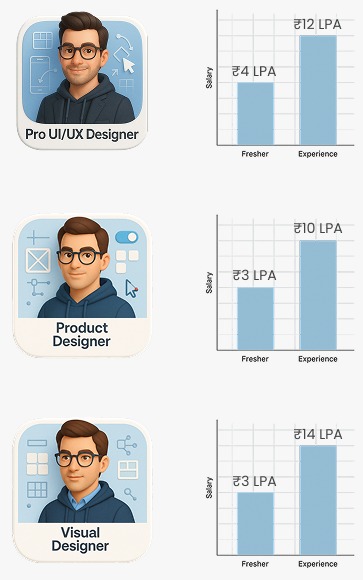 Pro UI/UX Designer
₹12 LPA
₹4 LPA
Salary
Fresher
Experience
Product
Designer
₹10 LPA
₹3 LPA
Salary
Fresher
Experience
Visual
Designer
₹14 LPA
₹3 LPA
Salary
Fresher
Experience